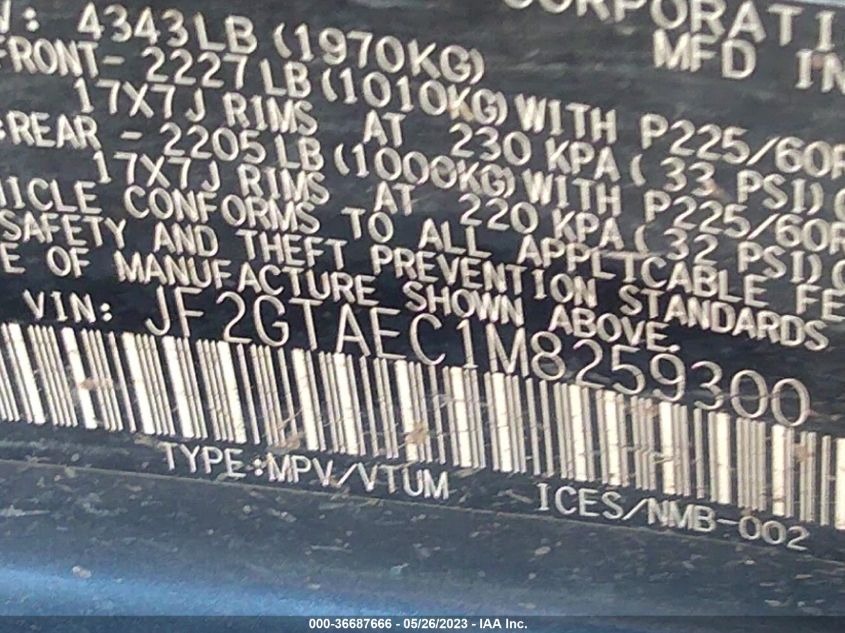 CORPORATI
MFD IN
V: 4343LB (1970KG)
FRONT- 2227 LB (1010KG) WITH P225/60R
17X7J RIMS AT 230 KPA ( 33 PSI) C
:REAR - 2205 LB (1000KG) WITH P225/60R
17X7J RIMS AT 220 KPA ( 32 PSI) C
HICLE CONFORMS TO ALL APPLICABLE FE
SAFETY AND THEFT PREVENTION STANDARDS
E OF MANUFACTURE SHOWN ABOVE.
VIN: JF2GTAEC1M8259300
TYPE:MPV/VTUM
ICES/NMB-002
000-36687666 - 05/26/2023 - IAA Inc.